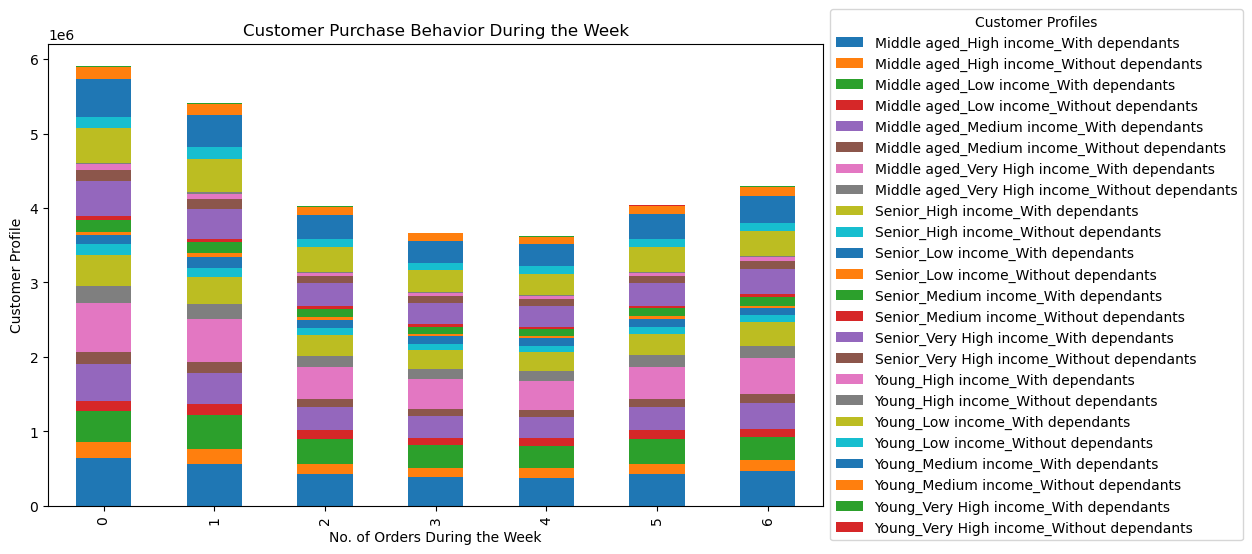 Customer Purchase Behavior During the Week
1e6
6
5
4
3
2
1
0
Customer Profile
0
1
2
3
4
5
6
No. of Orders During the Week
Customer Profiles
Middle aged_High income_With dependants
Middle aged_High income_Without dependants
Middle aged_Low income_With dependants
Middle aged_Low income_Without dependants
Middle aged_Medium income_With dependants
Middle aged_Medium income_Without dependants
Middle aged_Very High income_With dependants
Middle aged_Very High income_Without dependants
Senior_High income_With dependants
Senior_High income_Without dependants
Senior_Low income_With dependants
Senior_Low income_Without dependants
Senior_Medium income_With dependants
Senior_Medium income_Without dependants
Senior_Very High income_With dependants
Senior_Very High income_Without dependants
Young_High income_With dependants
Young_High income_Without dependants
Young_Low income_With dependants
Young_Low income_Without dependants
Young_Medium income_With dependants
Young_Medium income_Without dependants
Young_Very High income_With dependants
Young_Very High income_Without dependants